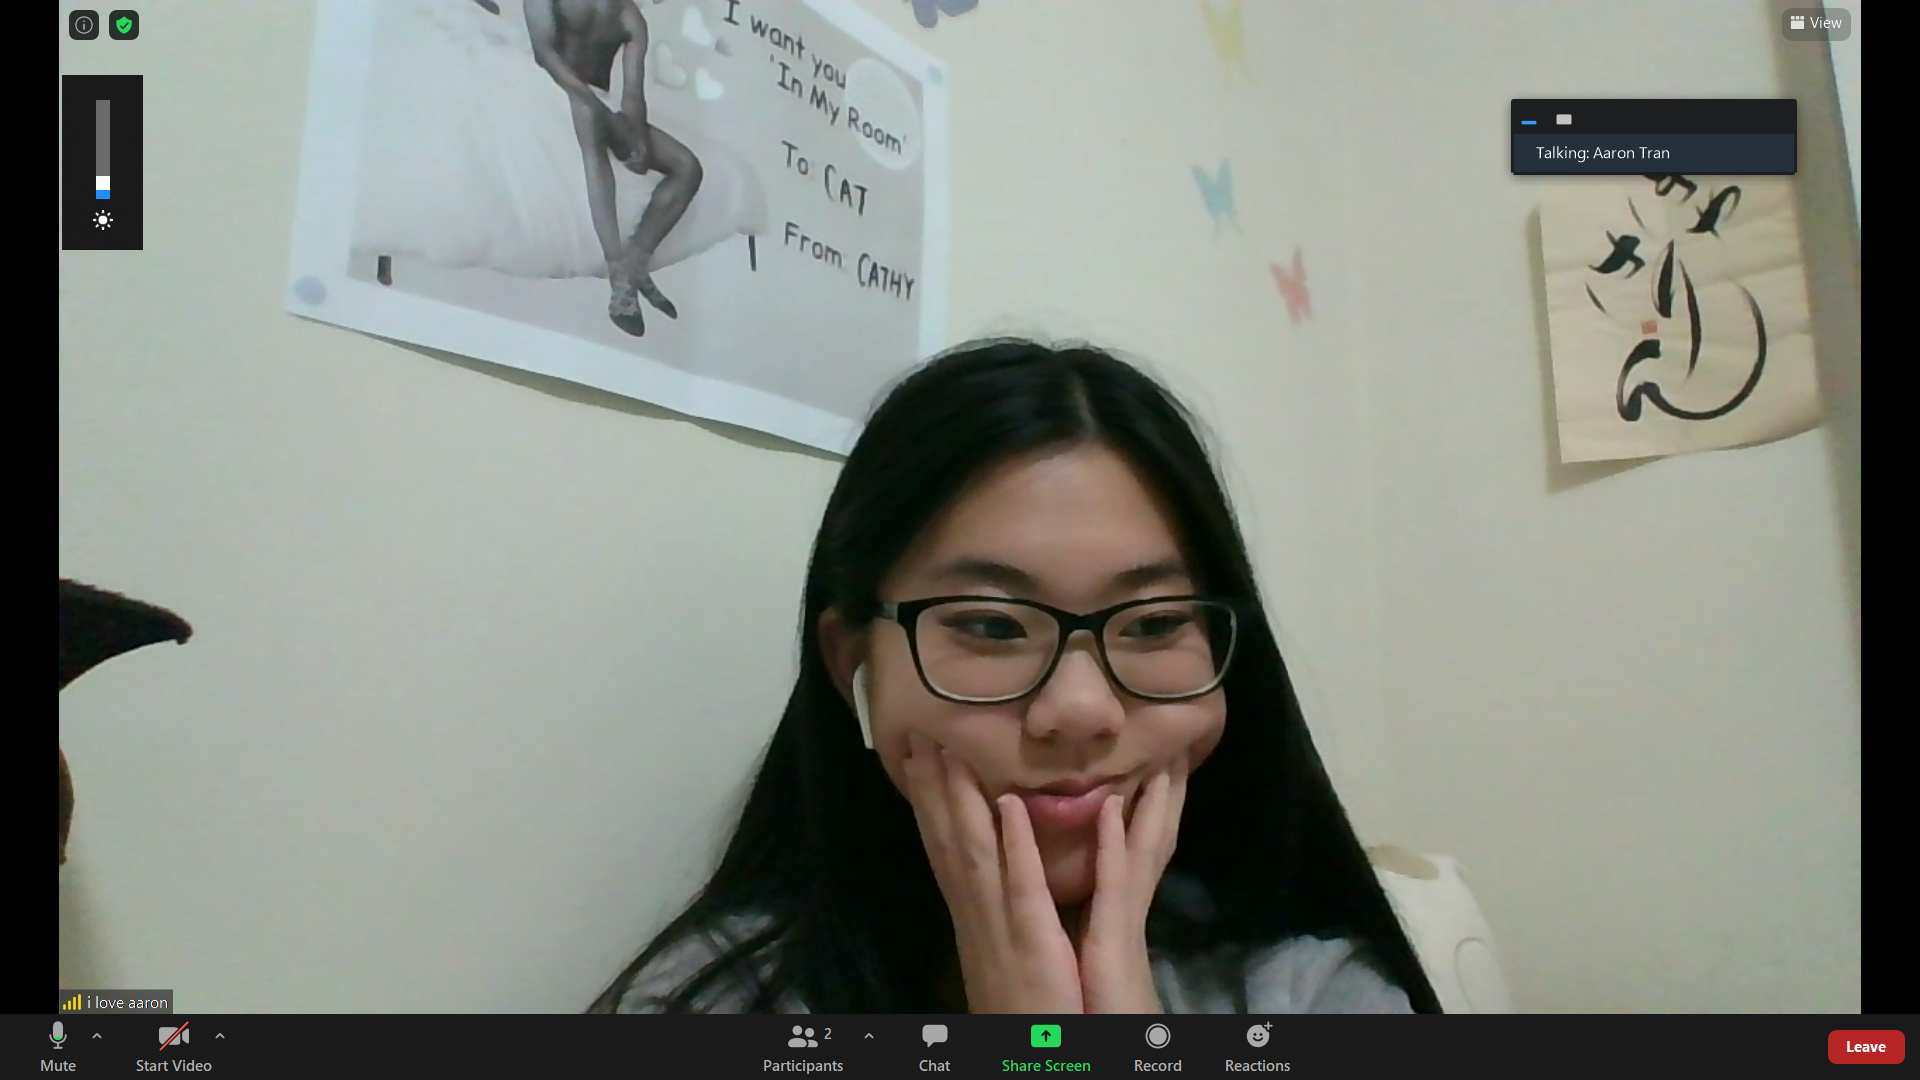 View
I want you
'In My Room'
To: CAT
From: CATHY
Talking: Aaron Tran
i love aaron
Mute
Start Video
Participants
2
Chat
Share Screen
Record
Reactions
Leave